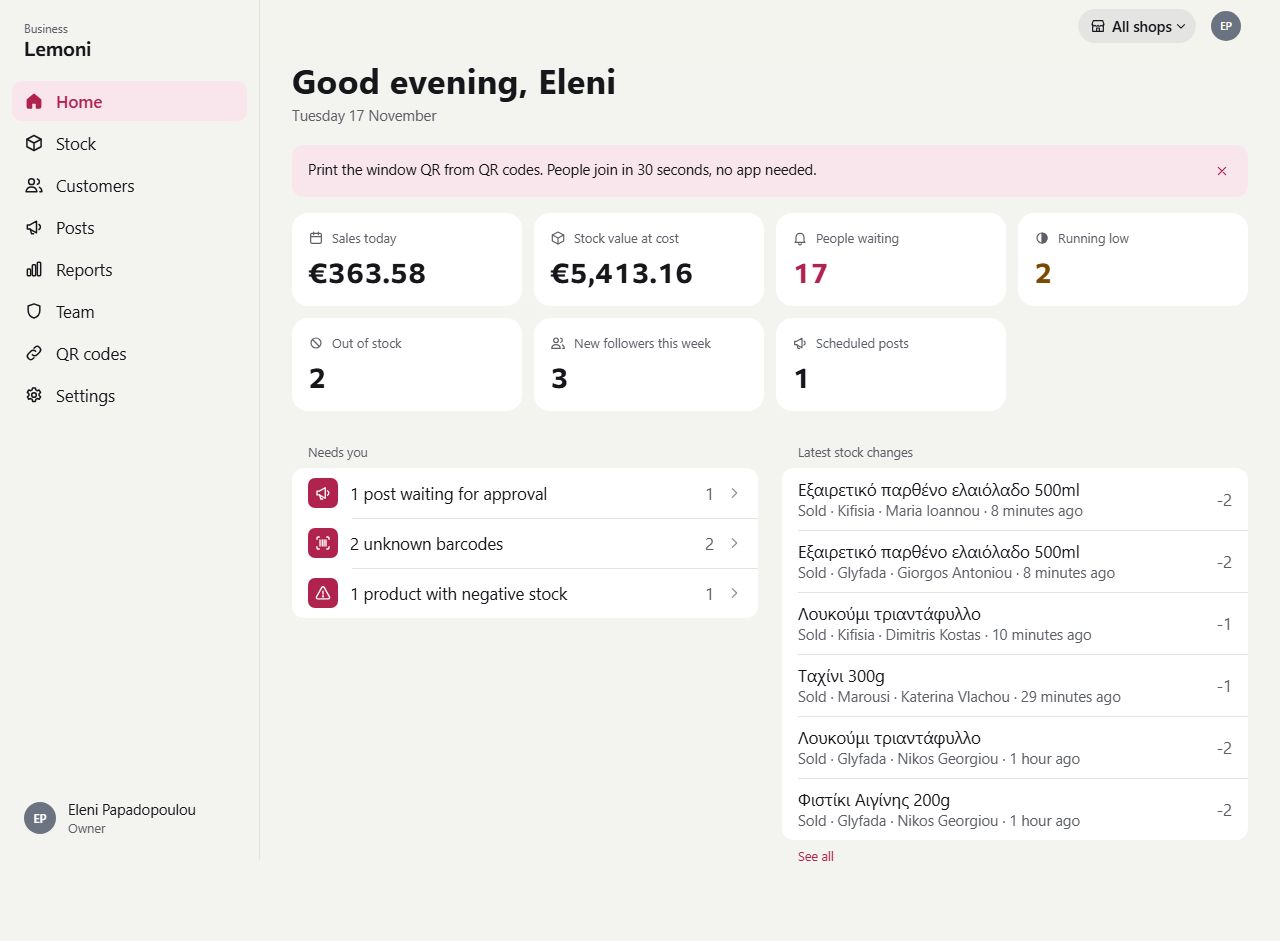 Business
Lemoni
Home
Stock
Customers
Posts
Reports
Team
QR codes
Settings
Eleni Papadopoulou
Owner
EP
All shops
EP
Good evening, Eleni
Tuesday 17 November
Print the window QR from QR codes. People join in 30 seconds, no app needed.
Sales today
€363.58
Stock value at cost
€5,413.16
People waiting
17
Running low
2
Out of stock
2
New followers this week
3
Scheduled posts
1
Needs you
1 post waiting for approval 1
2 unknown barcodes 2
1 product with negative stock 1
Latest stock changes
Εξαιρετικό παρθένο ελαιόλαδο 500ml
Sold · Kifisia · Maria Ioannou · 8 minutes ago
-2
Εξαιρετικό παρθένο ελαιόλαδο 500ml
Sold · Glyfada · Giorgos Antoniou · 8 minutes ago
-2
Λουκούμι τριαντάφυλλο
Sold · Kifisia · Dimitris Kostas · 10 minutes ago
-1
Ταχίνι 300g
Sold · Marousi · Katerina Vlachou · 29 minutes ago
-1
Λουκούμι τριαντάφυλλο
Sold · Glyfada · Nikos Georgiou · 1 hour ago
-2
Φιστίκι Αιγίνης 200g
Sold · Glyfada · Nikos Georgiou · 1 hour ago
-2
See all